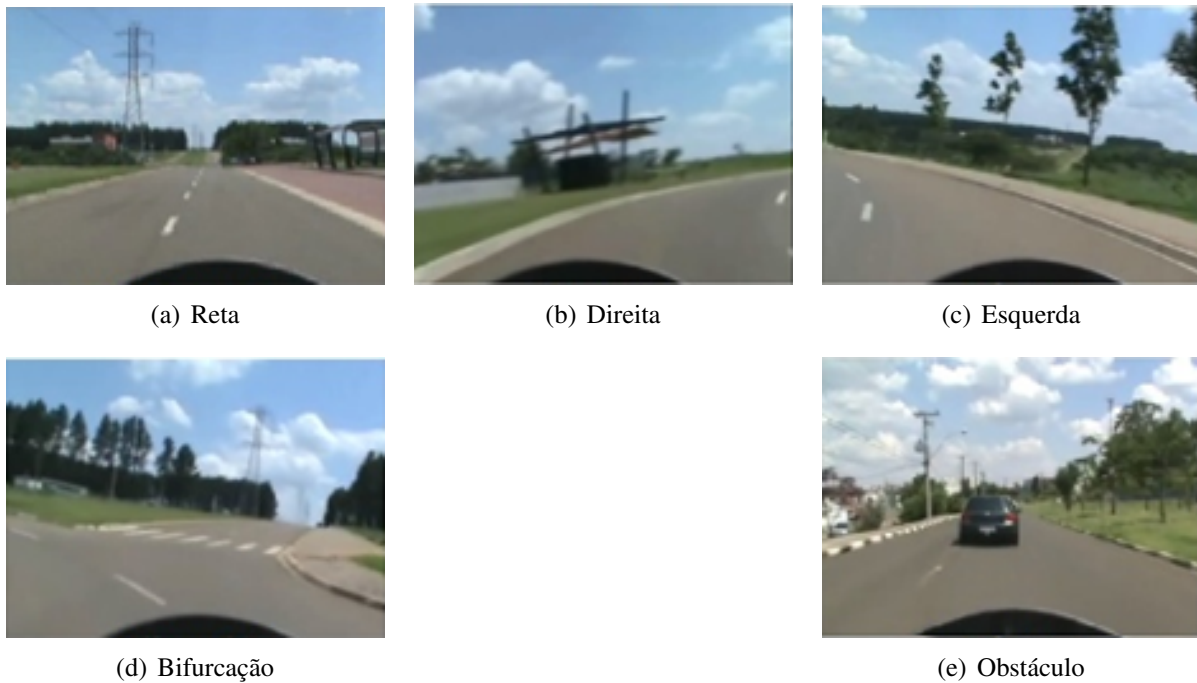 (a) Reta
(b) Direita
(c) Esquerda
(d) Bifurcação
(e) Obstáculo